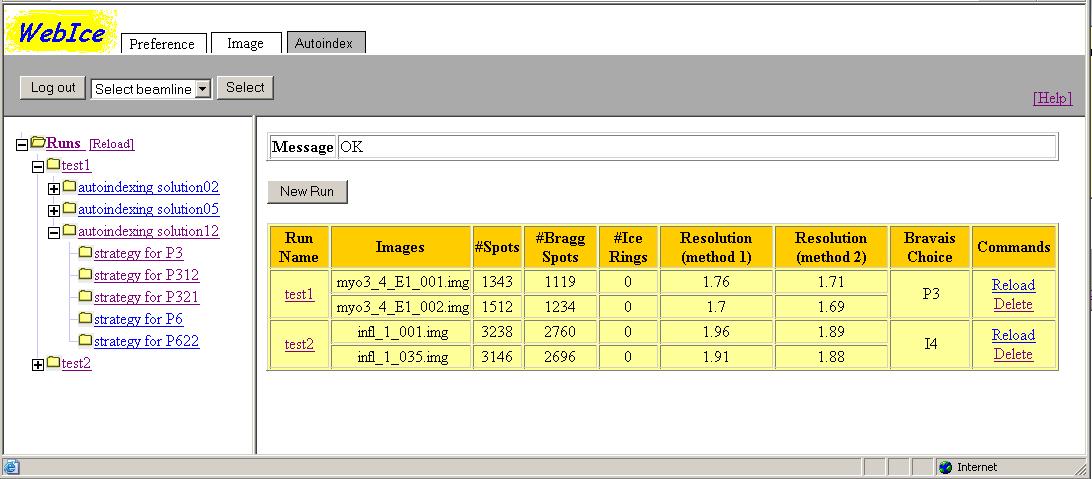 WebIce Preference Image Autoindex
Log out Select beamline Select
[Help]
Runs [Reload]
test1
autoindexing solution02
autoindexing solution05
autoindexing solution12
strategy for P3
strategy for P312
strategy for P321
strategy for P6
strategy for P622
test2
Message OK
New Run
Run Name Images #Spots #Bragg Spots #Ice Rings Resolution (method 1) Resolution (method 2) Bravais Choice Commands
test1 myo3_4_E1_001.img 1343 1119 0 1.76 1.71 P3 Reload Delete
myo3_4_E1_002.img 1512 1234 0 1.7 1.69
test2 infl_1_001.img 3238 2760 0 1.96 1.89 I4 Reload Delete
infl_1_035.img 3146 2696 0 1.91 1.88
Internet